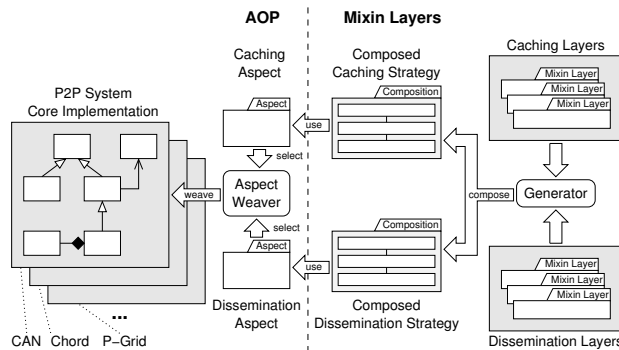 AOP
Mixin Layers
Caching
Aspect
Composed
Caching Strategy
Caching Layers
P2P System
Core Implementation
Aspect
Composition
Mixin Layer
Mixin Layer
Mixin Layer
use
select
weave
Aspect
Weaver
compose
Generator
select
Aspect
Composition
use
Mixin Layer
Mixin Layer
Mixin Layer
...
Dissemination
Aspect
Composed
Dissemination Strategy
CAN
Chord
P−Grid
Dissemination Layers